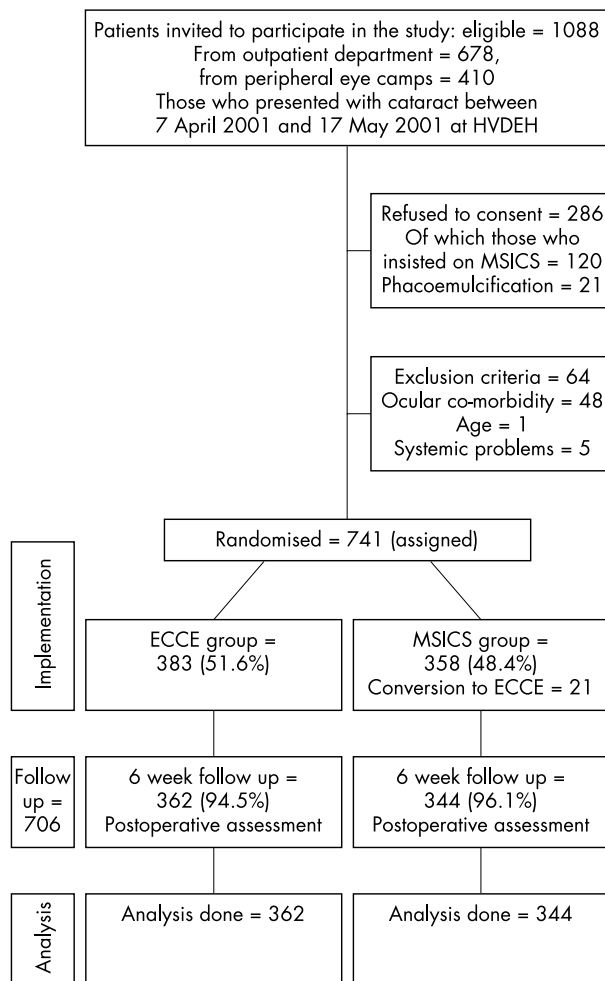 Patients invited to participate in the study: eligible = 1088
From outpatient department = 678,
from peripheral eye camps = 410
Those who presented with cataract between
7 April 2001 and 17 May 2001 at HVDEH
Refused to consent = 286
Of which those who
insisted on MSICS = 120
Phacoemulcification = 21
Exclusion criteria = 64
Ocular co-morbidity = 48
Age = 1
Systemic problems = 5
Randomised = 741 (assigned)
Implementation
ECCE group =
383 (51.6%)
MSICS group =
358 (48.4%)
Conversion to ECCE = 21
Follow
up =
706
6 week follow up =
362 (94.5%)
Postoperative assessment
6 week follow up =
344 (96.1%)
Postoperative assessment
Analysis
Analysis done = 362
Analysis done = 344